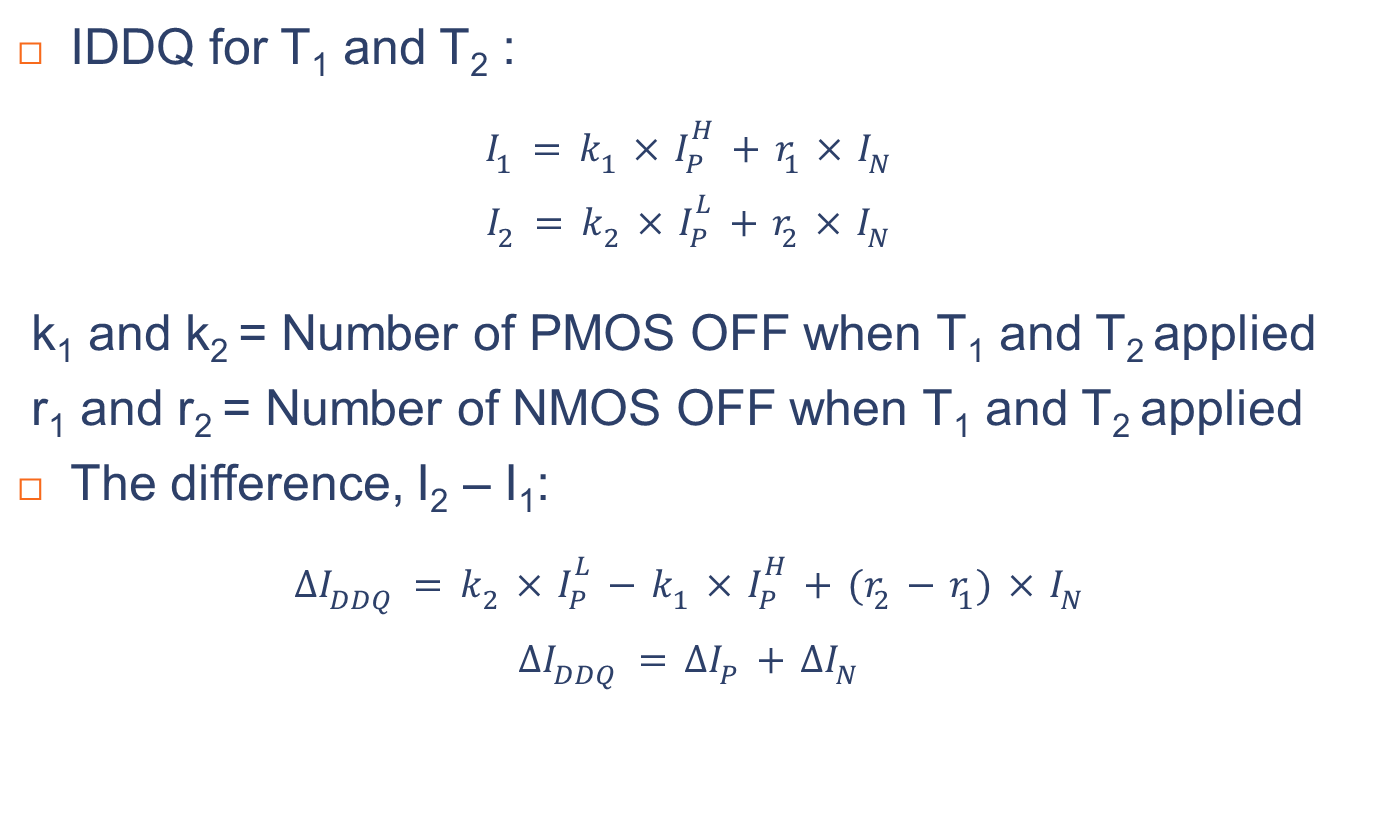 □ IDDQ for T₁ and T₂ :
I₁ = k₁ × I_P^H + r₁ × I_N
I₂ = k₂ × I_P^L + r₂ × I_N
k₁ and k₂ = Number of PMOS OFF when T₁ and T₂ applied
r₁ and r₂ = Number of NMOS OFF when T₁ and T₂ applied
□ The difference, I₂ – I₁:
ΔI_DDQ = k₂ × I_P^L − k₁ × I_P^H + (r₂ − r₁) × I_N
ΔI_DDQ = ΔI_P + ΔI_N